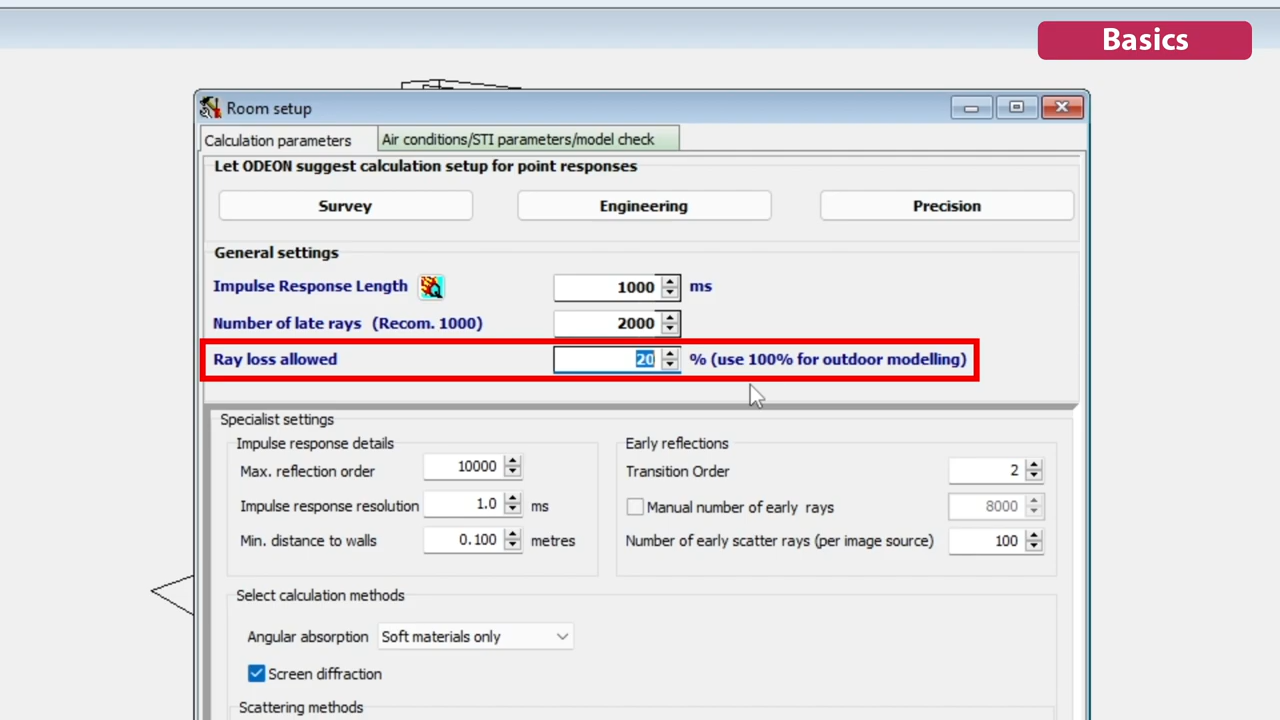 Basics
Room setup
Calculation parameters
Air conditions/STI parameters/model check
Let ODEON suggest calculation setup for point responses
Survey
Engineering
Precision
General settings
Impulse Response Length 1000 ms
Number of late rays (Recom. 1000) 2000
Ray loss allowed 20 % (use 100% for outdoor modelling)
Specialist settings
Impulse response details
Max. reflection order 10000
Impulse response resolution 1.0 ms
Min. distance to walls 0.100 metres
Early reflections
Transition Order 2
Manual number of early rays 8000
Number of early scatter rays (per image source) 100
Select calculation methods
Angular absorption Soft materials only
Screen diffraction
Scattering methods